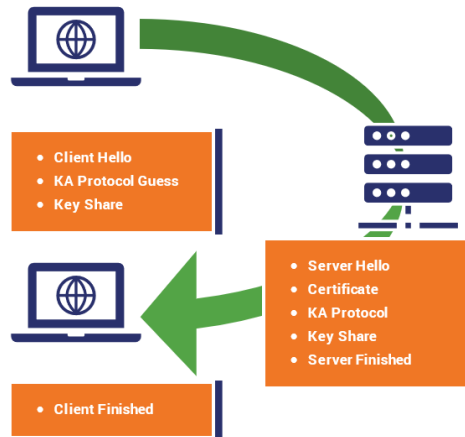 Client Hello
KA Protocol Guess
Key Share
Server Hello
Certificate
KA Protocol
Key Share
Server Finished
Client Finished